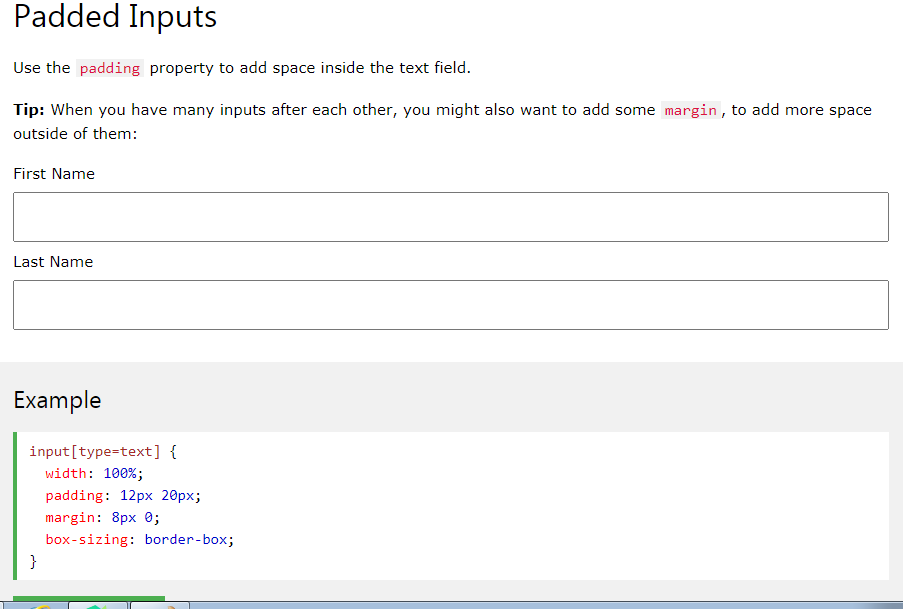 Padded Inputs
Use the padding property to add space inside the text field.
Tip: When you have many inputs after each other, you might also want to add some margin, to add more space
outside of them:
First Name
Last Name
Example
input[type=text] {
  width: 100%;
  padding: 12px 20px;
  margin: 8px 0;
  box-sizing: border-box;
}